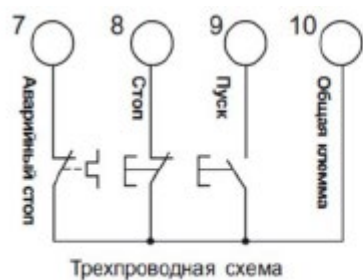 7 8 9 10
Аварийный стоп
Стоп
Пуск
Общая клемма
Трехпроводная схема